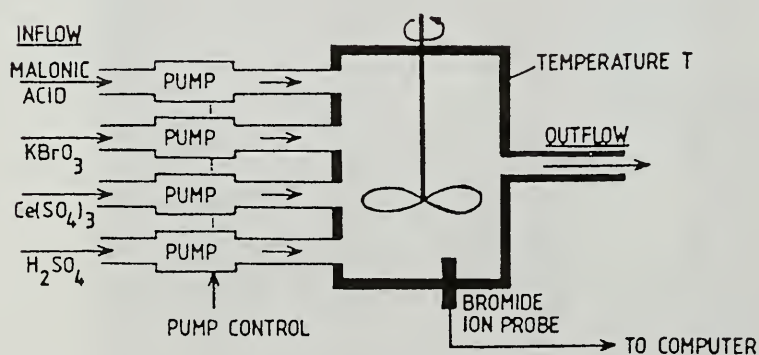 INFLOW
MALONIC
ACID
PUMP
KBrO₃
PUMP
Ce(SO₄)₃
PUMP
H₂SO₄
PUMP
PUMP CONTROL
TEMPERATURE T
OUTFLOW
BROMIDE
ION PROBE
TO COMPUTER